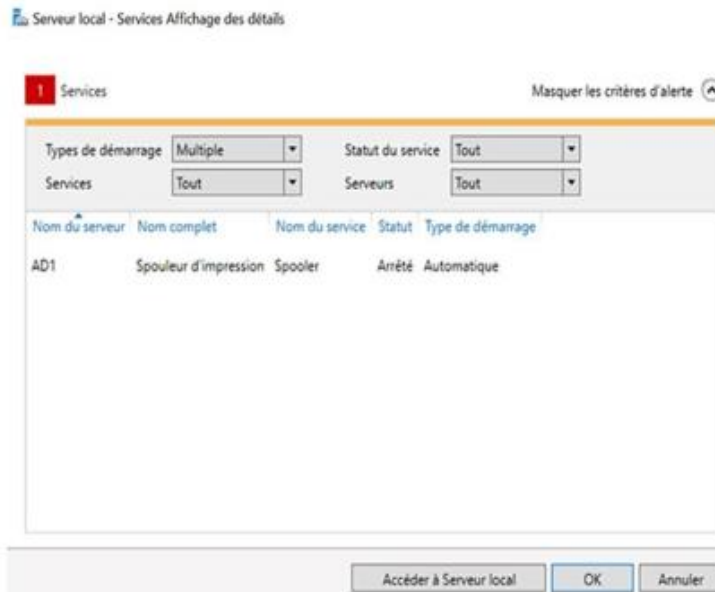 Serveur local - Services Affichage des détails
1 Services Masquer les critères d'alerte
Types de démarrage Multiple Statut du service Tout
Services Tout Serveurs Tout
Nom du serveur Nom complet Nom du service Statut Type de démarrage
AD1 Spouleur d'impression Spooler Arrêté Automatique
Accéder à Serveur local OK Annuler